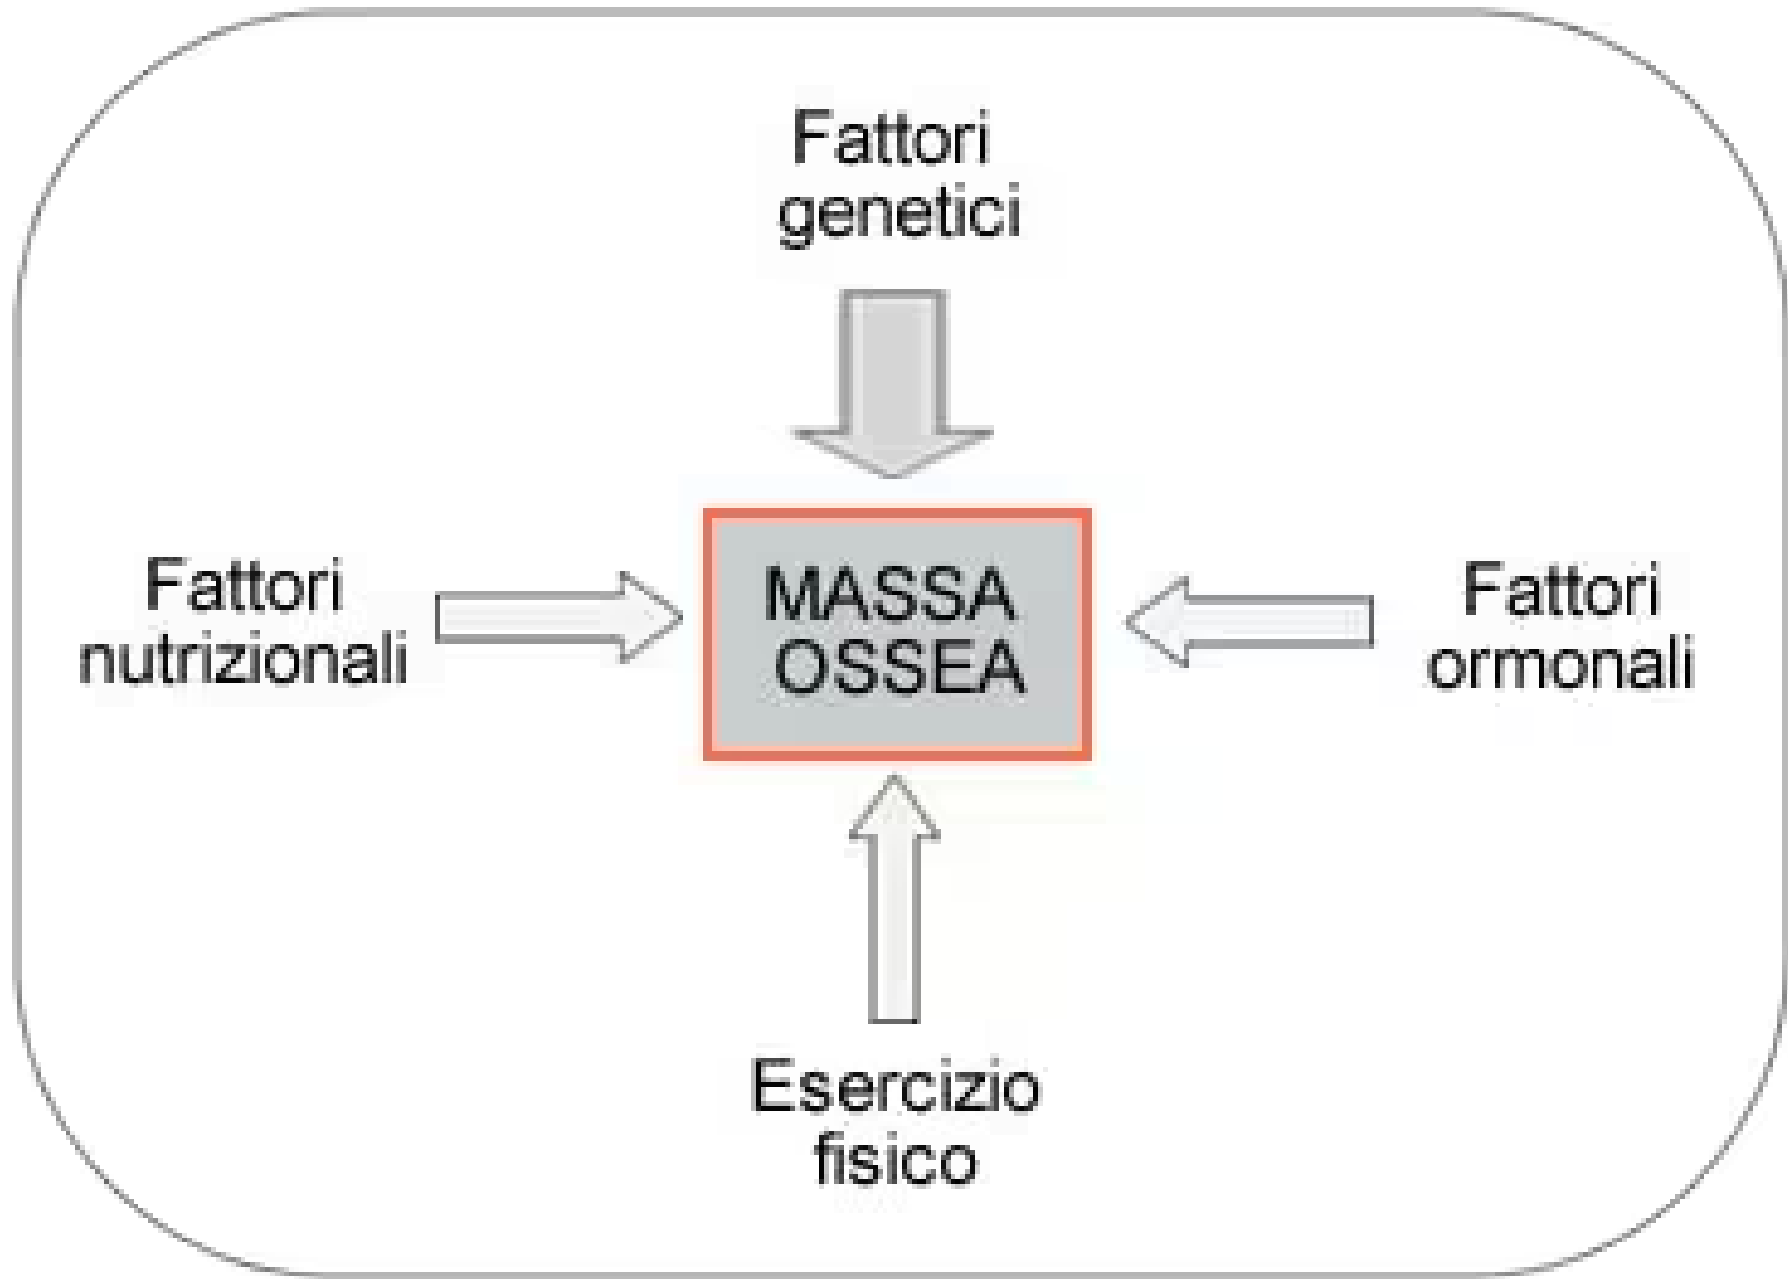 Fattori
genetici
Fattori
nutrizionali
MASSA
OSSEA
Fattori
ormonali
Esercizio
fisico